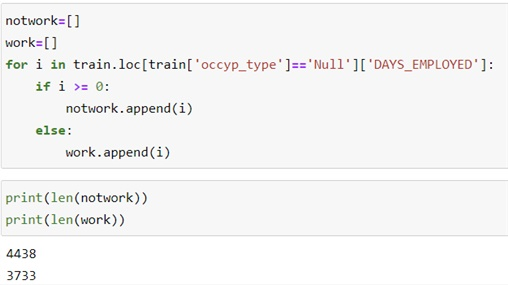 notwork=[]
work=[]
for i in train.loc[train['occyp_type']=='Null']['DAYS_EMPLOYED']:
    if i >= 0:
        notwork.append(i)
    else:
        work.append(i)
print(len(notwork))
print(len(work))
4438
3733